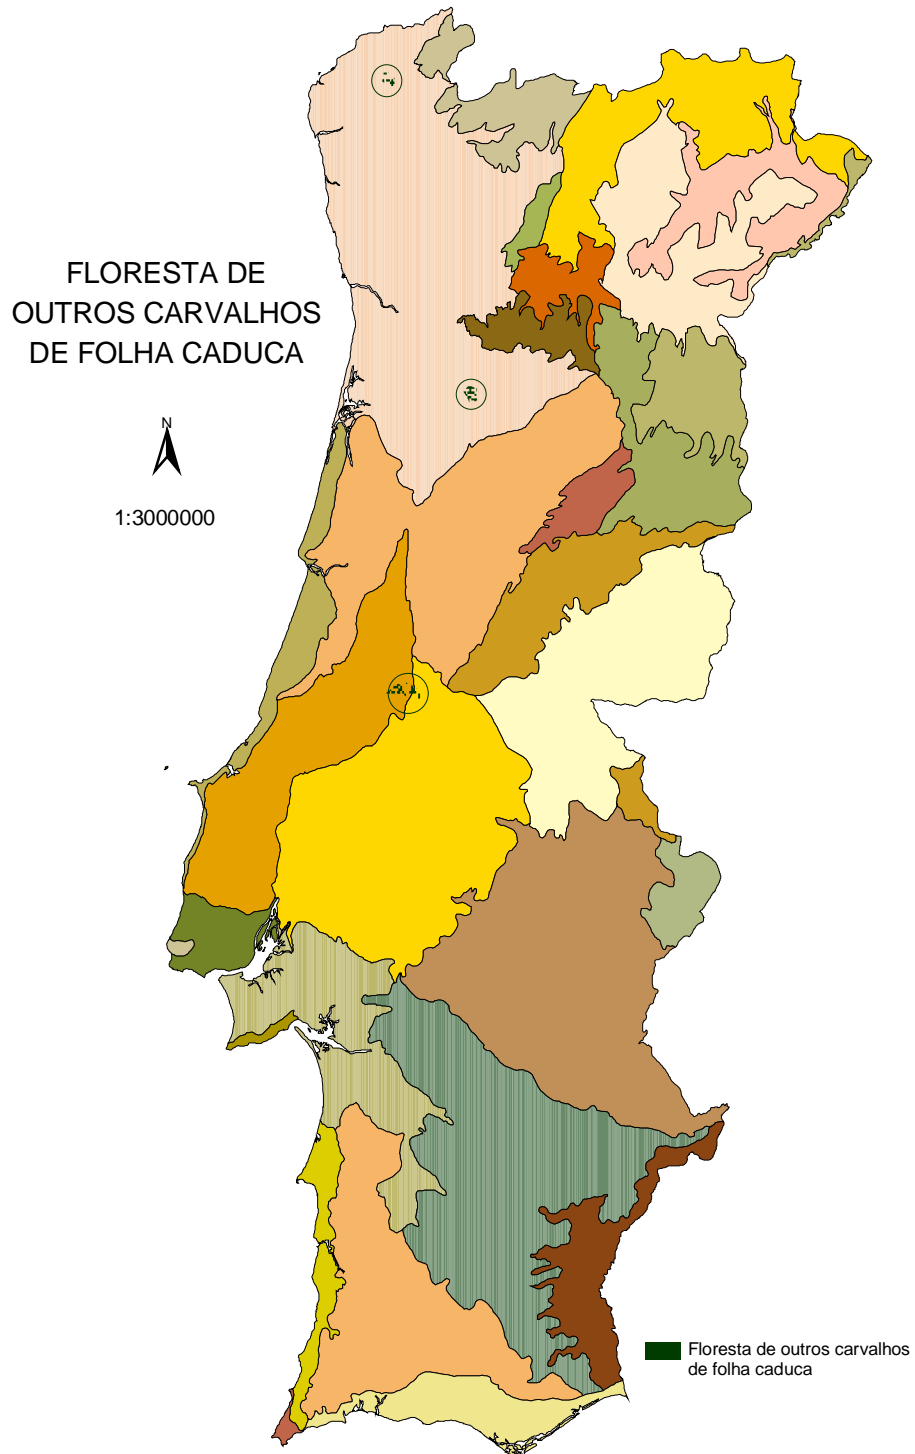 FLORESTA DE
OUTROS CARVALHOS
DE FOLHA CADUCA
N
1:3000000
Floresta de outros carvalhos
de folha caduca